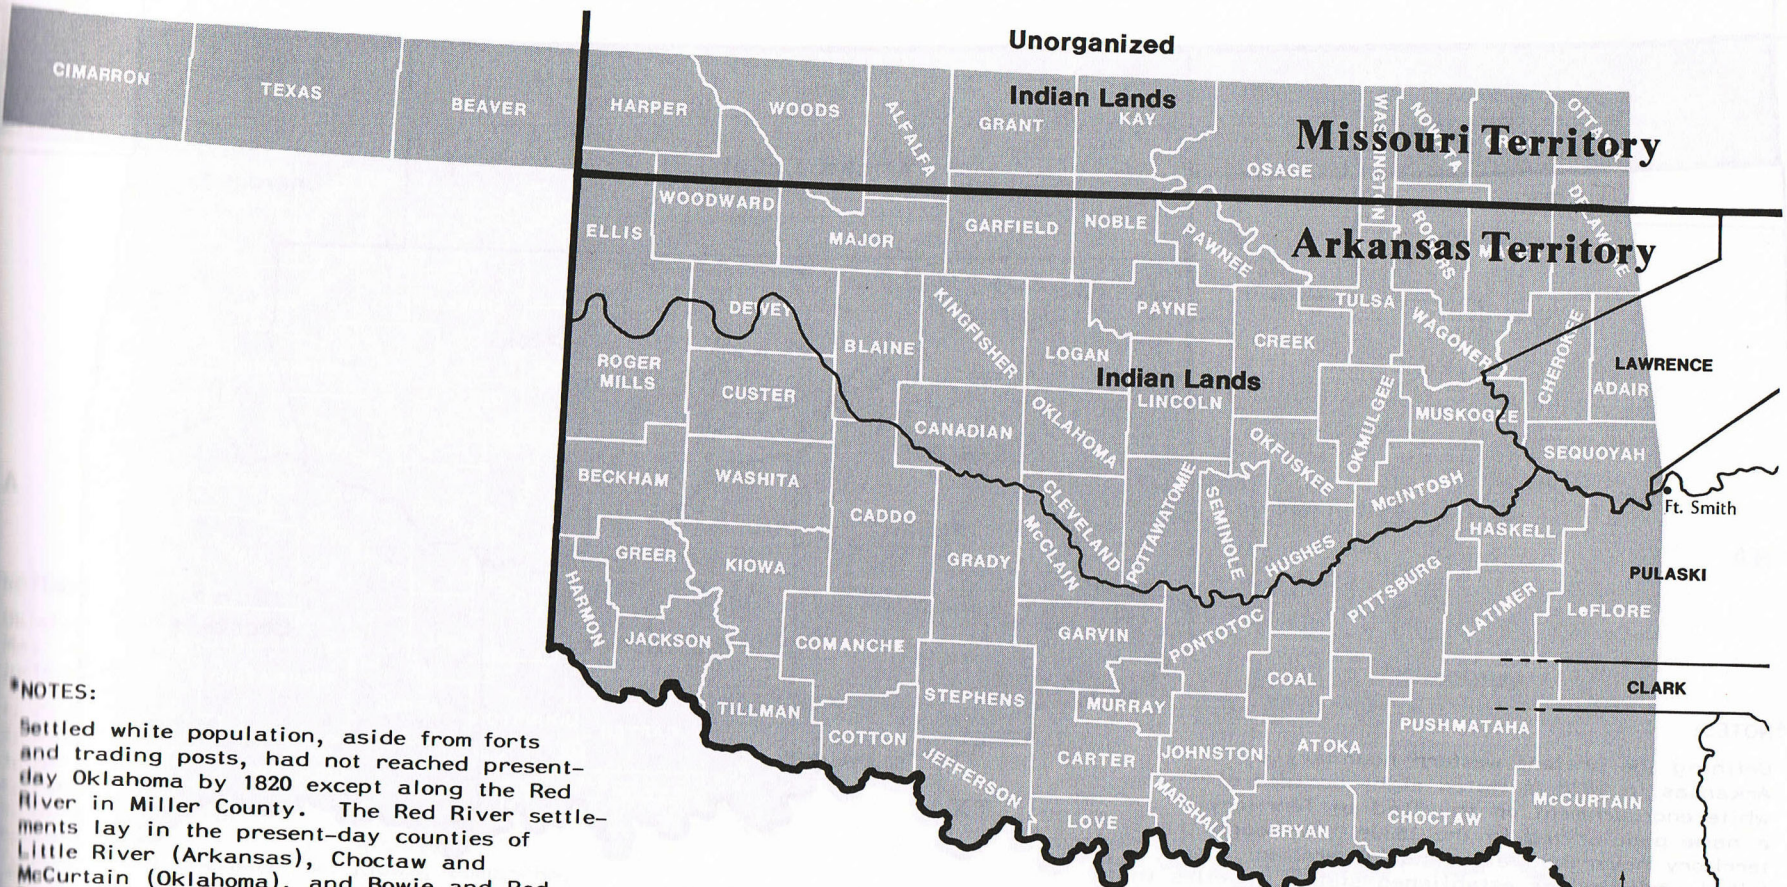 Unorganized
Indian Lands
Missouri Territory
Arkansas Territory
Indian Lands
CIMARRON
TEXAS
BEAVER
HARPER
WOODS
ALFALFA
GRANT
KAY
OSAGE
WASHINGTON
NOWATA
OTTAWA
ELLIS
WOODWARD
MAJOR
GARFIELD
NOBLE
PAWNEE
ROGERS
DELAWARE
DEWEY
BLAINE
KINGFISHER
LOGAN
PAYNE
CREEK
TULSA
WAGONER
CHEROKEE
ADAIR
LAWRENCE
ROGER
MILLS
CUSTER
CANADIAN
OKLAHOMA
LINCOLN
OKFUSKEE
OKMULGEE
MUSKOGEE
SEQUOYAH
BECKHAM
WASHITA
CADDO
GRADY
CLEVELAND
McCLAIN
POTTAWATOMIE
SEMINOLE
HUGHES
McINTOSH
HASKELL
Ft. Smith
GREER
KIOWA
HARMON
JACKSON
COMANCHE
GARVIN
PONTOTOC
PITTSBURG
LATIMER
LeFLORE
PULASKI
TILLMAN
COTTON
STEPHENS
MURRAY
COAL
CLARK
JEFFERSON
CARTER
JOHNSTON
ATOKA
PUSHMATAHA
LOVE
MARSHALL
BRYAN
CHOCTAW
McCURTAIN
*NOTES:
Settled white population, aside from forts
and trading posts, had not reached present-
day Oklahoma by 1820 except along the Red
River in Miller County. The Red River settle-
ments lay in the present-day counties of
Little River (Arkansas), Choctaw and
McCurtain (Oklahoma), and Bowie and Red